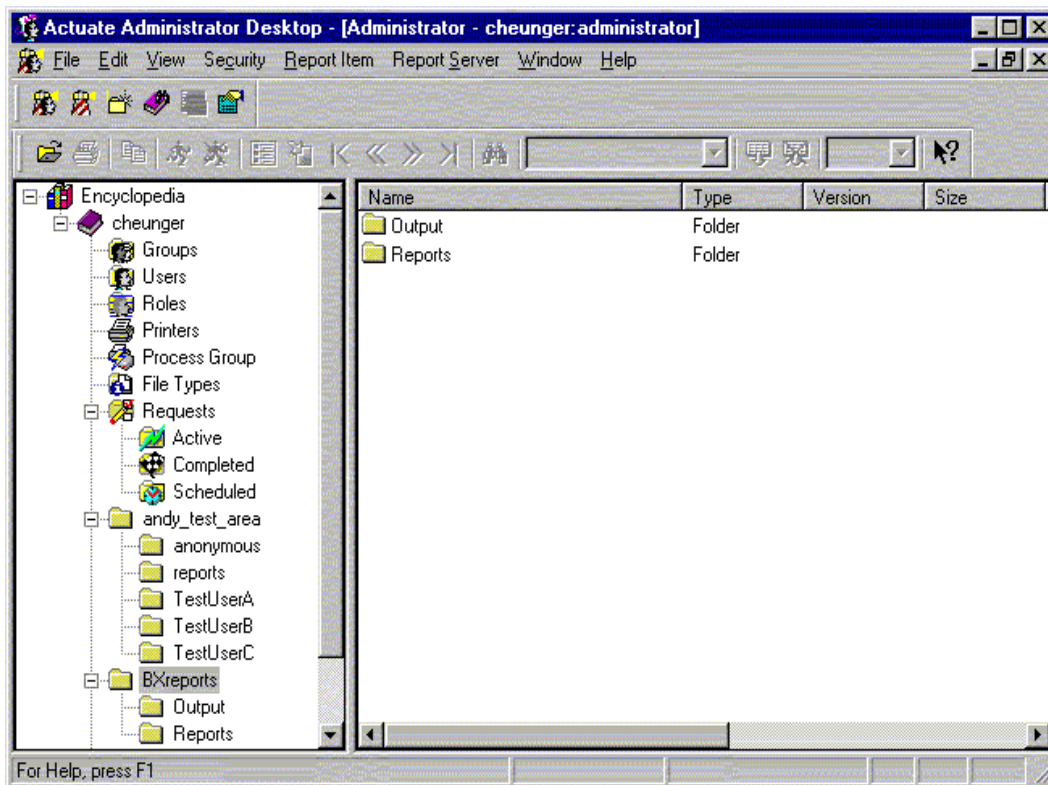 Actuate Administrator Desktop - [Administrator - cheunger:administrator]
File Edit View Security Report Item Report Server Window Help
Encyclopedia
cheunger
Groups
Users
Roles
Printers
Process Group
File Types
Requests
Active
Completed
Scheduled
andy_test_area
anonymous
reports
TestUserA
TestUserB
TestUserC
BXreports
Output
Reports
Name Type Version Size
Output Folder
Reports Folder
For Help, press F1